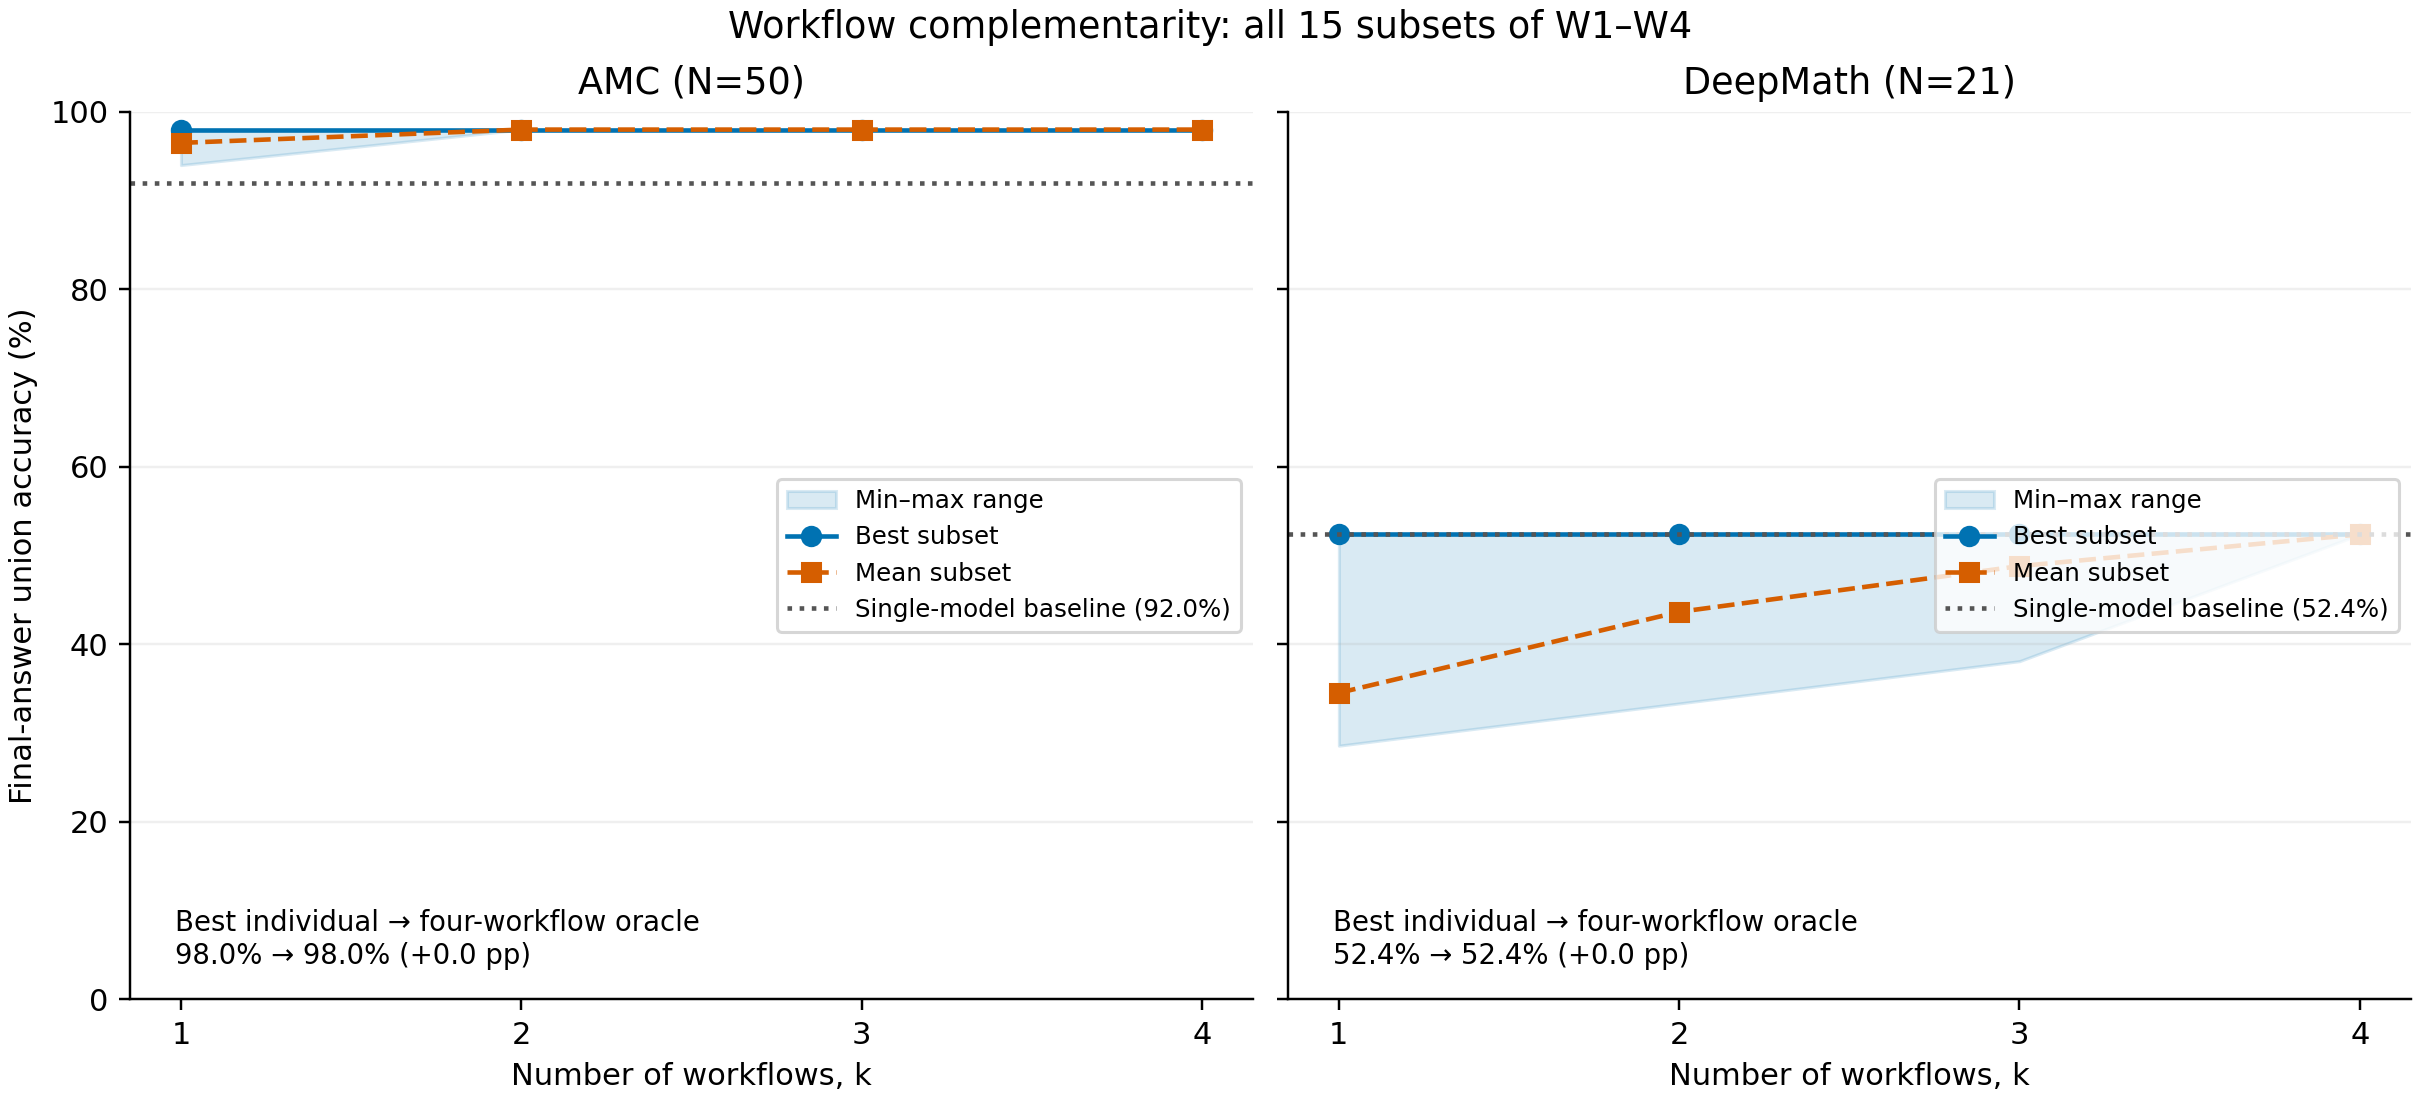 Workflow complementarity: all 15 subsets of W1–W4
AMC (N=50)
Final-answer union accuracy (%)
100
80
60
40
20
0
Min–max range
Best subset
Mean subset
Single-model baseline (92.0%)
Best individual → four-workflow oracle
98.0% → 98.0% (+0.0 pp)
1 2 3 4
Number of workflows, k
DeepMath (N=21)
Min–max range
Best subset
Mean subset
Single-model baseline (52.4%)
Best individual → four-workflow oracle
52.4% → 52.4% (+0.0 pp)
1 2 3 4
Number of workflows, k